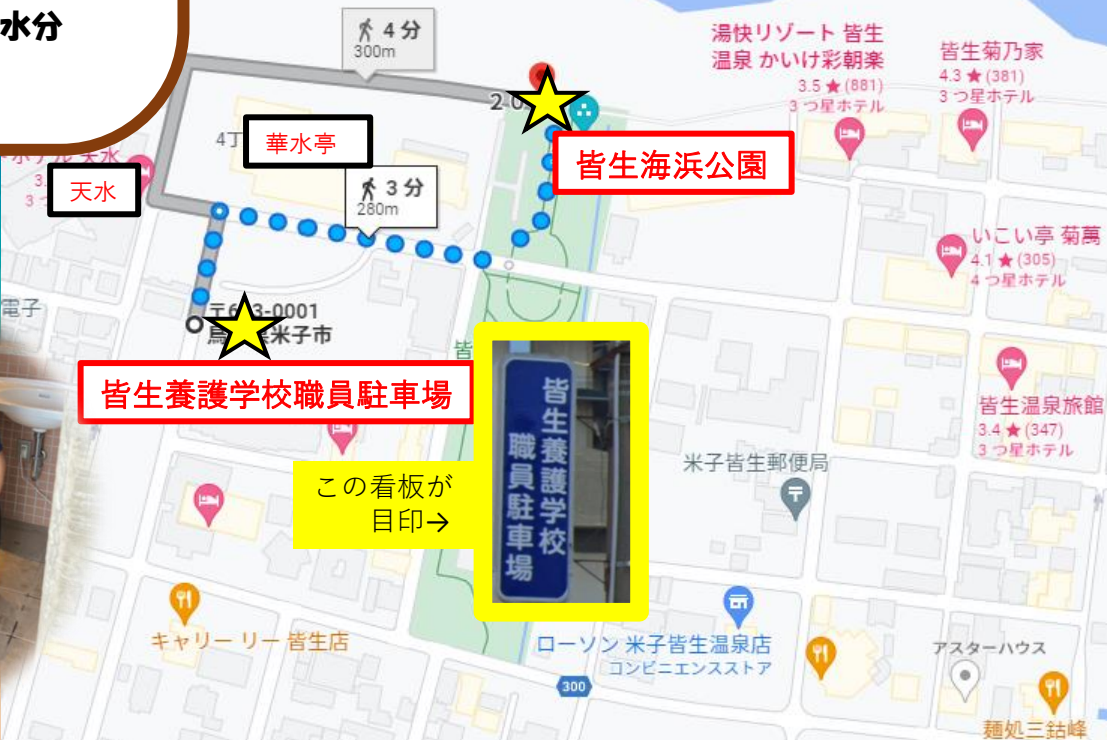 水分
4分
300m
湯快リゾート 皆生
温泉 かいけ彩朝楽
3.5 ★ (881)
3 つ星ホテル
皆生菊乃家
4.3 ★ (381)
3 つ星ホテル
20
4丁
華水亭
天水
3分
280m
皆生海浜公園
いこい亭 菊萬
4.1 ★ (305)
4 つ星ホテル
電子
米子市
皆生養護学校職員駐車場
皆
皆生温泉旅館
3.4 ★ (347)
3 つ星ホテル
この看板が
目印→
皆生養護学校
職員駐車場
米子皆生郵便局
キャリー リー 皆生店
ローソン 米子皆生温泉店
コンビニエンスストア
300
アスターハウス
麺処三鈷峰